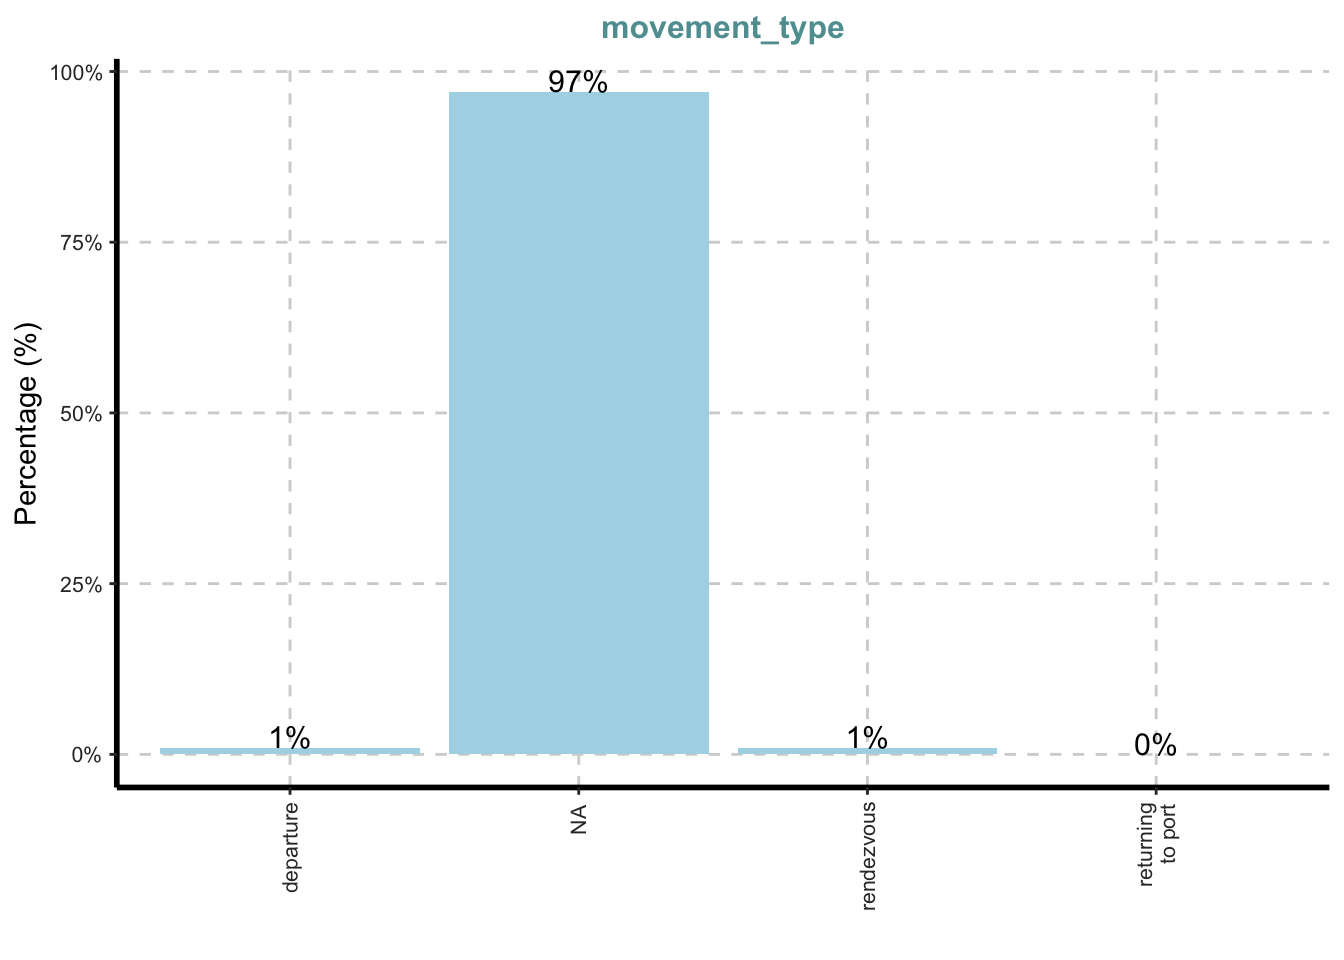 movement_type
Percentage (%)
100%
75%
50%
25%
0%
97%
1%
1%
0%
departure
NA
rendezvous
returning
to port